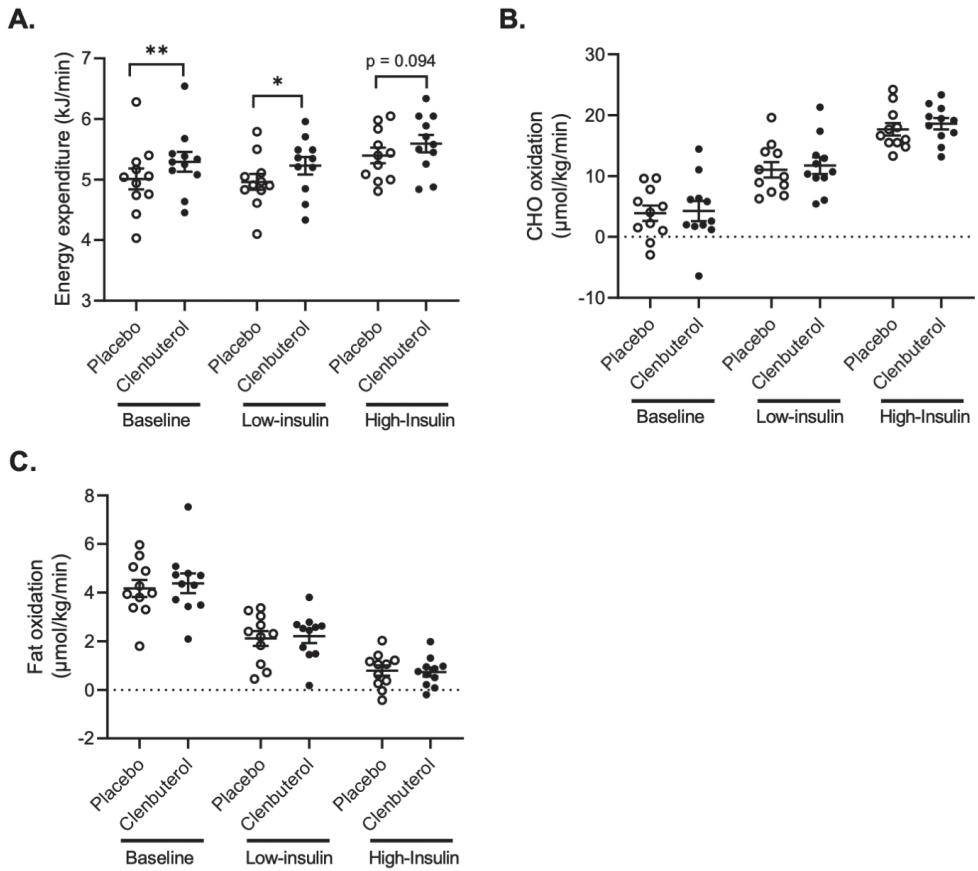 A.
Energy expenditure (kJ/min)
7
6
5
4
3
**
*
p = 0.094
Placebo
Clenbuterol
Placebo
Clenbuterol
Placebo
Clenbuterol
Baseline
Low-insulin
High-Insulin
B.
CHO oxidation
(μmol/kg/min)
30
20
10
0
-10
Placebo
Clenbuterol
Placebo
Clenbuterol
Placebo
Clenbuterol
Baseline
Low-insulin
High-Insulin
C.
Fat oxidation
(μmol/kg/min)
8
6
4
2
0
-2
Placebo
Clenbuterol
Placebo
Clenbuterol
Placebo
Clenbuterol
Baseline
Low-insulin
High-Insulin